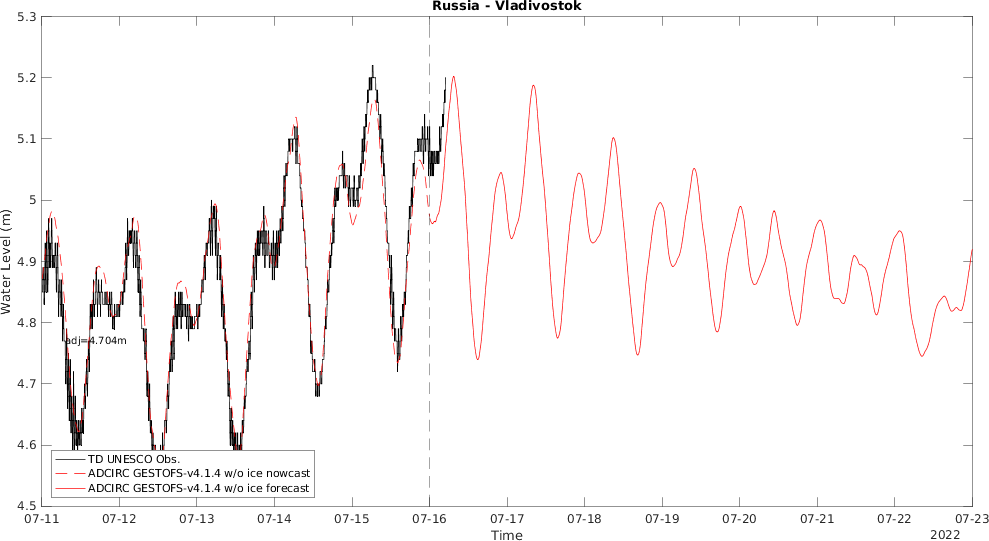 Russia - Vladivostok
5.3
5.2
5.1
5
4.9
4.8
4.7
4.6
4.5
Water Level (m)
adj=4.704m
TD UNESCO Obs.
ADCIRC GESTOFS-v4.1.4 w/o ice nowcast
ADCIRC GESTOFS-v4.1.4 w/o ice forecast
07-11 07-12 07-13 07-14 07-15 07-16 07-17 07-18 07-19 07-20 07-21 07-22 07-23
Time
2022